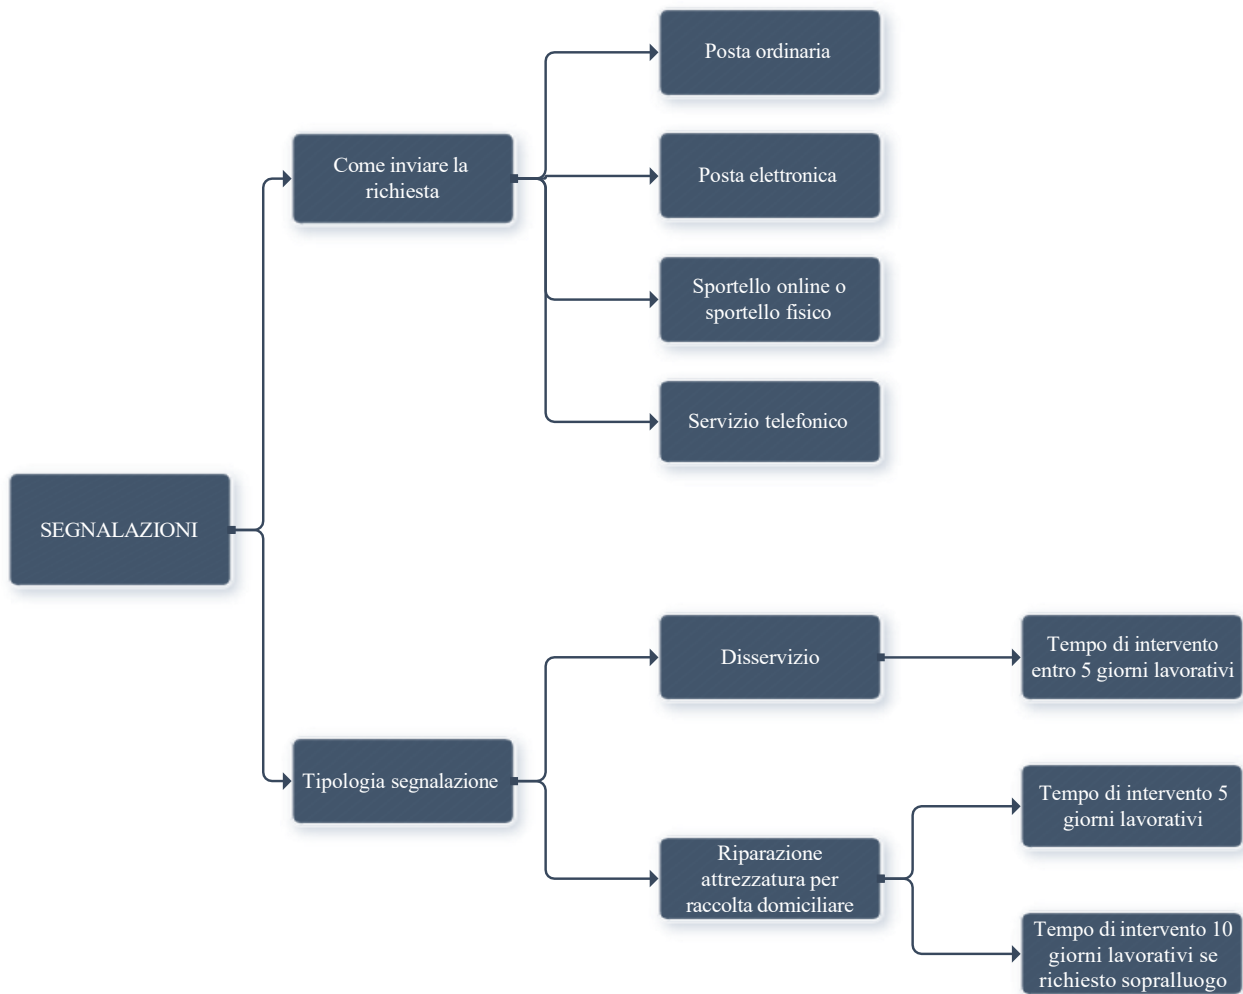 Posta ordinaria
Come inviare la
richiesta
Posta elettronica
Sportello online o
sportello fisico
Servizio telefonico
SEGNALAZIONI
Disservizio
Tempo di intervento
entro 5 giorni lavorativi
Tipologia segnalazione
Tempo di intervento 5
giorni lavorativi
Riparazione
attrezzatura per
raccolta domiciliare
Tempo di intervento 10
giorni lavorativi se
richiesto sopralluogo